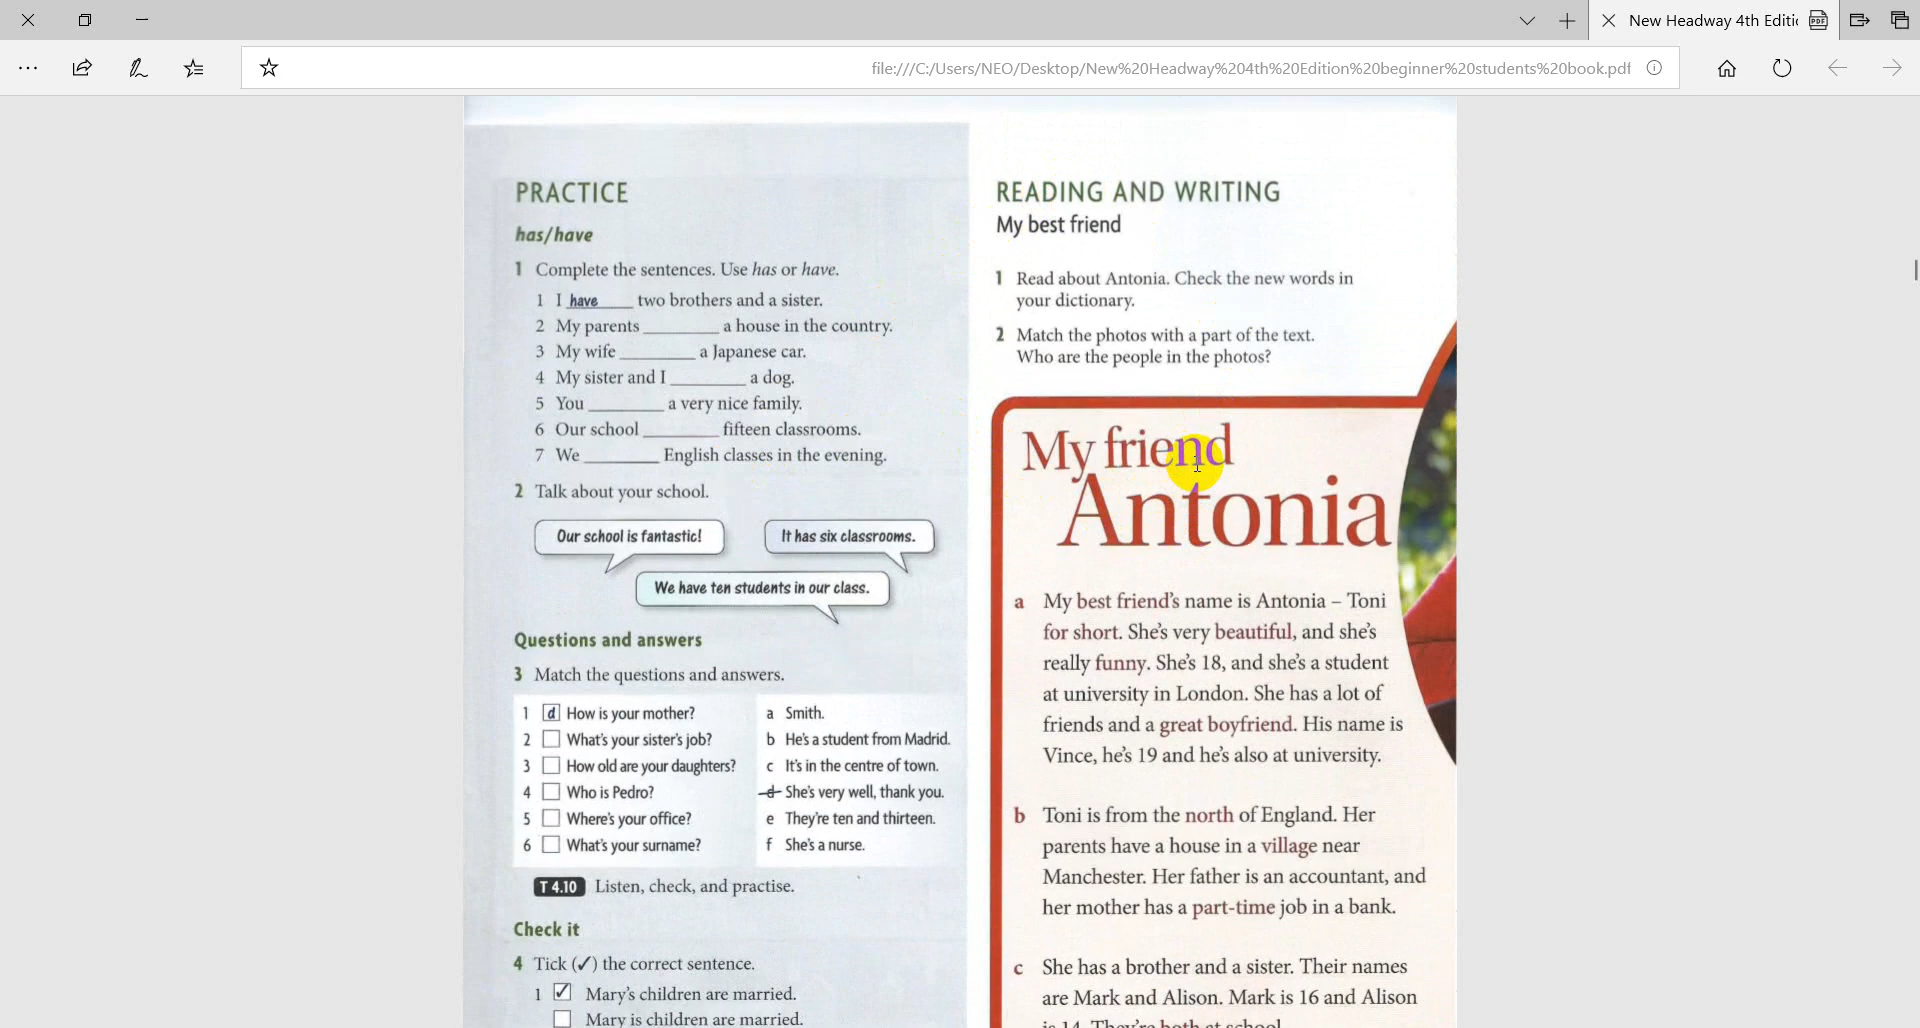 New Headway 4th Editi
file:///C:/Users/NEO/Desktop/New%20Headway%204th%20Edition%20beginner%20students%20book.pdf
PRACTICE
has/have
1 Complete the sentences. Use has or have.
1 I have two brothers and a sister.
2 My parents ________ a house in the country.
3 My wife ________ a Japanese car.
4 My sister and I ________ a dog.
5 You ________ a very nice family.
6 Our school ________ fifteen classrooms.
7 We ________ English classes in the evening.
2 Talk about your school.
Our school is fantastic!
It has six classrooms.
We have ten students in our class.
Questions and answers
3 Match the questions and answers.
1 d How is your mother?
2 What's your sister's job?
3 How old are your daughters?
4 Who is Pedro?
5 Where's your office?
6 What's your surname?
a Smith.
b He's a student from Madrid.
c It's in the centre of town.
d She's very well, thank you.
e They're ten and thirteen.
f She's a nurse.
T 4.10 Listen, check, and practise.
Check it
4 Tick (✓) the correct sentence.
1 ✓ Mary's children are married.
Mary is children are married.
READING AND WRITING
My best friend
1 Read about Antonia. Check the new words in
your dictionary.
2 Match the photos with a part of the text.
Who are the people in the photos?
My friend
Antonia
a My best friend's name is Antonia – Toni
for short. She's very beautiful, and she's
really funny. She's 18, and she's a student
at university in London. She has a lot of
friends and a great boyfriend. His name is
Vince, he's 19 and he's also at university.
b Toni is from the north of England. Her
parents have a house in a village near
Manchester. Her father is an accountant, and
her mother has a part-time job in a bank.
c She has a brother and a sister. Their names
are Mark and Alison. Mark is 16 and Alison
is 14. They're both at school.